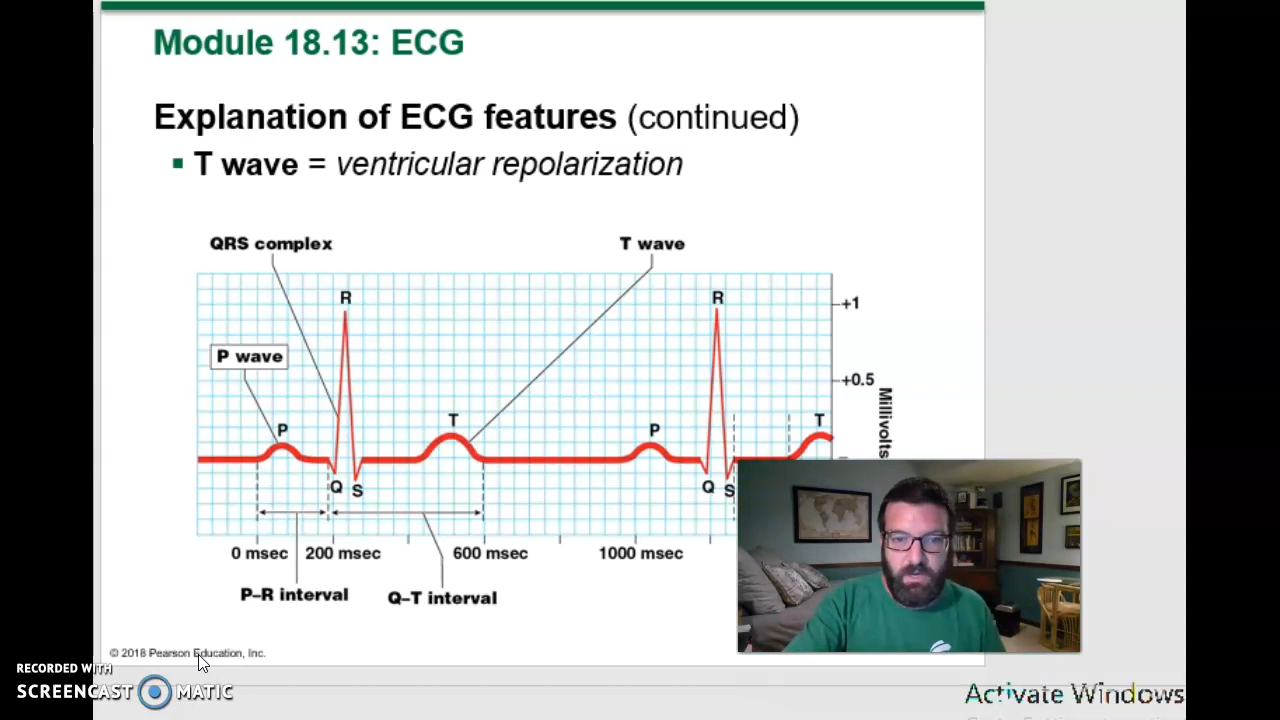 Module 18.13: ECG
Explanation of ECG features (continued)
▪ T wave = ventricular repolarization
QRS complex
T wave
R
R
+1
P wave
+0.5
Millivolts
P
T
P
T
Q
S
Q
S
0 msec
200 msec
600 msec
1000 msec
P–R interval
Q–T interval
© 2018 Pearson Education, Inc.
RECORDED WITH
SCREENCAST MATIC
Activate Windows